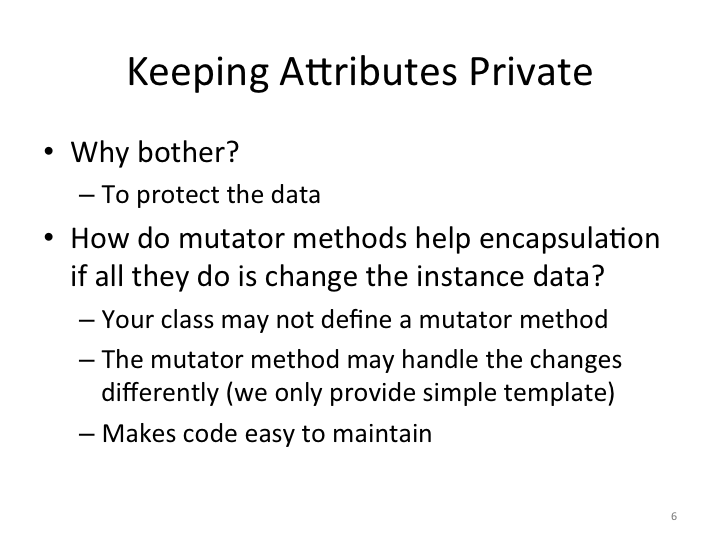 Keeping Attributes Private
• Why bother?
– To protect the data
• How do mutator methods help encapsulation
if all they do is change the instance data?
– Your class may not define a mutator method
– The mutator method may handle the changes
differently (we only provide simple template)
– Makes code easy to maintain
6